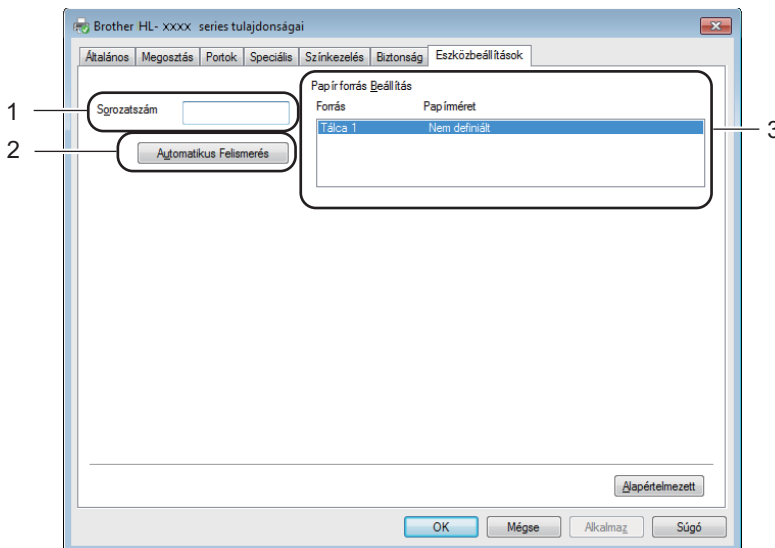 Brother HL- xxxx series tulajdonságai
Általános Megosztás Portok Speciális Színkezelés Biztonság Eszközbeállítások
Papírforrás Beállítás
1 Sorozatszám Forrás Papírméret
Tálca 1 Nem definiált 3
2 Automatikus Felismerés
Alapértelmezett
OK Mégse Alkalmaz Súgó